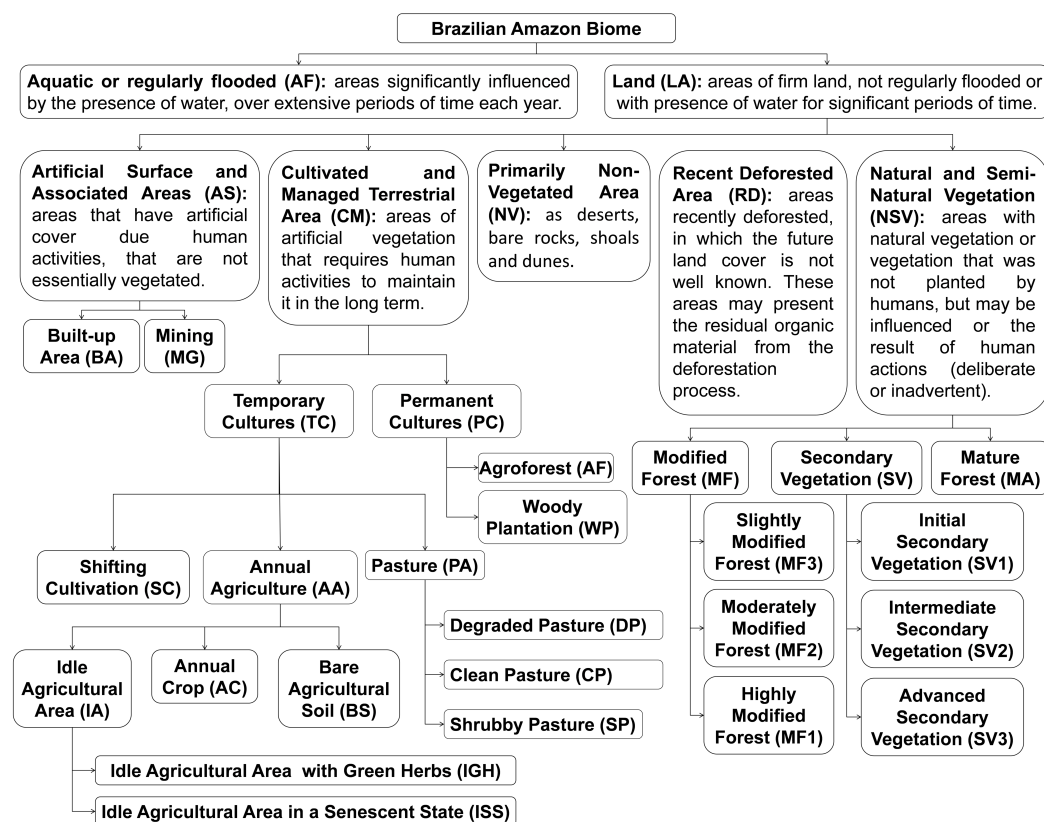 Brazilian Amazon Biome
Aquatic or regularly flooded (AF): areas significantly influenced
by the presence of water, over extensive periods of time each year.
Land (LA): areas of firm land, not regularly flooded or
with presence of water for significant periods of time.
Artificial Surface and
Associated Areas (AS):
areas that have artificial
cover due human
activities, that are not
essentially vegetated.
Cultivated and
Managed Terrestrial
Area (CM): areas of
artificial vegetation
that requires human
activities to maintain
it in the long term.
Primarily Non-
Vegetated Area
(NV): as deserts,
bare rocks, shoals
and dunes.
Recent Deforested
Area (RD): areas
recently deforested,
in which the future
land cover is not
well known. These
areas may present
the residual organic
material from the
deforestation
process.
Natural and Semi-
Natural Vegetation
(NSV): areas with
natural vegetation or
vegetation that was
not planted by
humans, but may be
influenced or the
result of human
actions (deliberate
or inadvertent).
Built-up
Area (BA)
Mining
(MG)
Temporary
Cultures (TC)
Permanent
Cultures (PC)
Agroforest (AF)
Woody
Plantation (WP)
Modified
Forest (MF)
Secondary
Vegetation (SV)
Mature
Forest (MA)
Slightly
Modified
Forest (MF3)
Initial
Secondary
Vegetation (SV1)
Shifting
Cultivation (SC)
Annual
Agriculture (AA)
Pasture (PA)
Moderately
Modified
Forest (MF2)
Intermediate
Secondary
Vegetation (SV2)
Degraded Pasture (DP)
Clean Pasture (CP)
Shrubby Pasture (SP)
Idle
Agricultural
Area (IA)
Annual
Crop (AC)
Bare
Agricultural
Soil (BS)
Highly
Modified
Forest (MF1)
Advanced
Secondary
Vegetation (SV3)
Idle Agricultural Area with Green Herbs (IGH)
Idle Agricultural Area in a Senescent State (ISS)